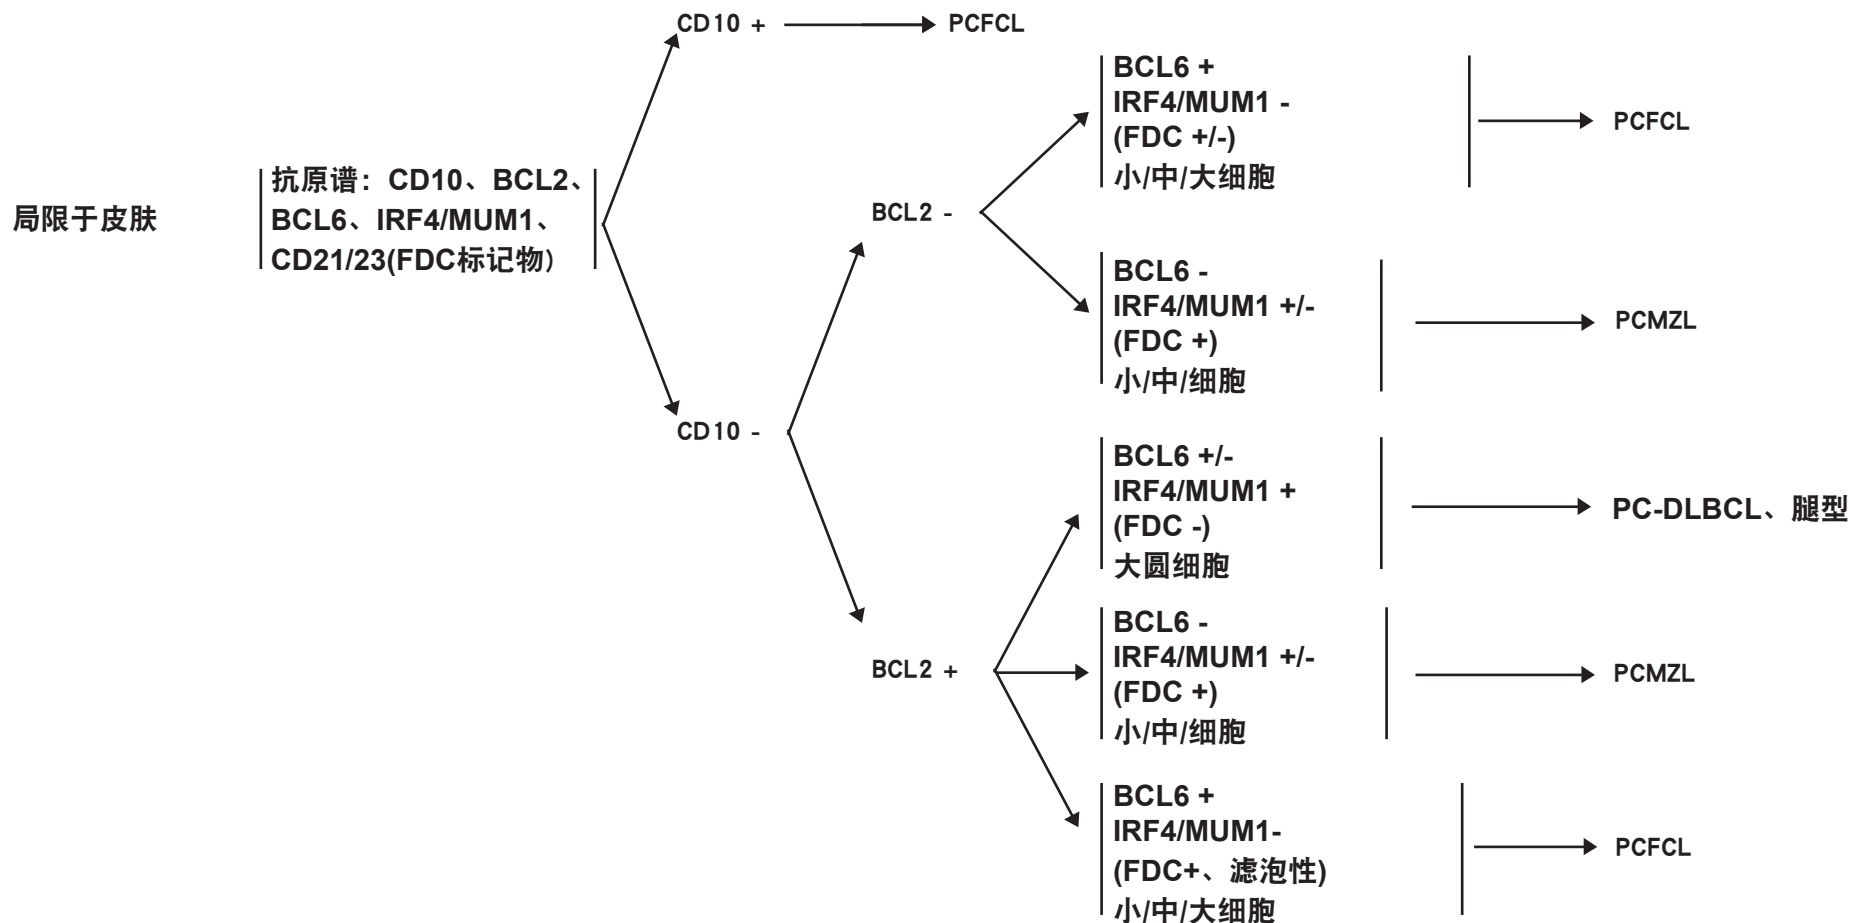 CD10 +
PCFCL
BCL6 +
IRF4/MUM1 -
(FDC +/-)
小/中/大细胞
PCFCL
局限于皮肤
抗原谱：CD10、BCL2、
BCL6、IRF4/MUM1、
CD21/23(FDC标记物)
BCL2 -
BCL6 -
IRF4/MUM1 +/-
(FDC +)
小/中/细胞
PCMZL
CD10 -
BCL6 +/-
IRF4/MUM1 +
(FDC -)
大圆细胞
PC-DLBCL、腿型
BCL2 +
BCL6 -
IRF4/MUM1 +/-
(FDC +)
小/中/细胞
PCMZL
BCL6 +
IRF4/MUM1-
(FDC+、滤泡性)
小/中/大细胞
PCFCL